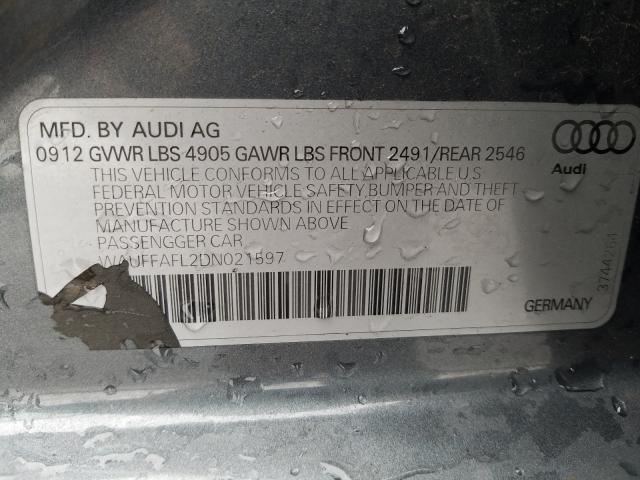 MFD. BY AUDI AG
0912 GVWR LBS 4905 GAWR LBS FRONT 2491/REAR 2546
THIS VEHICLE CONFORMS TO ALL APPLICABLE U.S
FEDERAL MOTOR VEHICLE SAFETY,BUMPER AND THEFT
PREVENTION STANDARDS IN EFFECT ON THE DATE OF
MANUFACTURE SHOWN ABOVE
PASSENGGER CAR
WAUFFAFL2DN021597
Audi
3744264
GERMANY